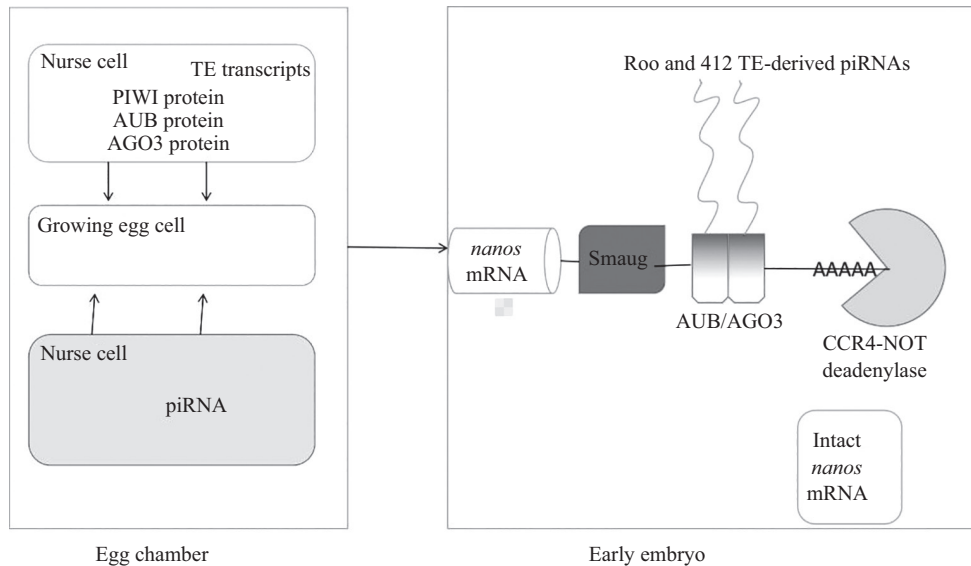 Nurse cell
TE transcripts
PIWI protein
AUB protein
AGO3 protein
Growing egg cell
Nurse cell
piRNA
Egg chamber
Roo and 412 TE-derived piRNAs
nanos
mRNA
Smaug
AUB/AGO3
AAAAA
CCR4-NOT
deadenylase
Intact
nanos
mRNA
Early embryo